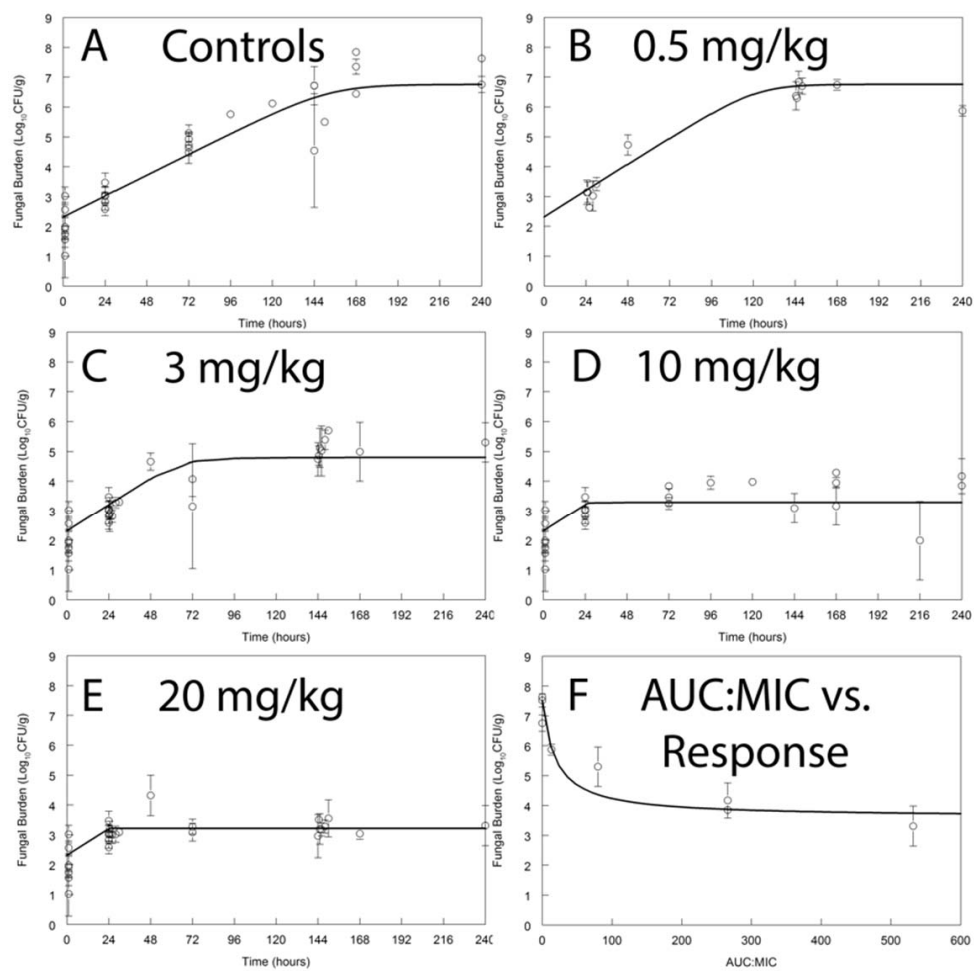 A Controls
9
8
7
6
5
4
3
2
1
0
Fungal Burden (Log10CFU/g)
0 24 48 72 96 120 144 168 192 216 240
Time (hours)
B 0.5 mg/kg
9
8
7
6
5
4
3
2
1
0
Fungal Burden (Log10CFU/g)
0 24 48 72 96 120 144 168 192 216 240
Time (hours)
C 3 mg/kg
9
8
7
6
5
4
3
2
1
0
Fungal Burden (Log10CFU/g)
0 24 48 72 96 120 144 168 192 216 240
Time (hours)
D 10 mg/kg
9
8
7
6
5
4
3
2
1
0
Fungal Burden (Log10CFU/g)
0 24 48 72 96 120 144 168 192 216 240
Time (hours)
E 20 mg/kg
9
8
7
6
5
4
3
2
1
0
Fungal Burden (Log10CFU/g)
0 24 48 72 96 120 144 168 192 216 240
Time (hours)
F AUC:MIC vs.
Response
9
8
7
6
5
4
3
2
1
0
Fungal Burden (Log10CFU/g)
0 100 200 300 400 500 600
AUC:MIC